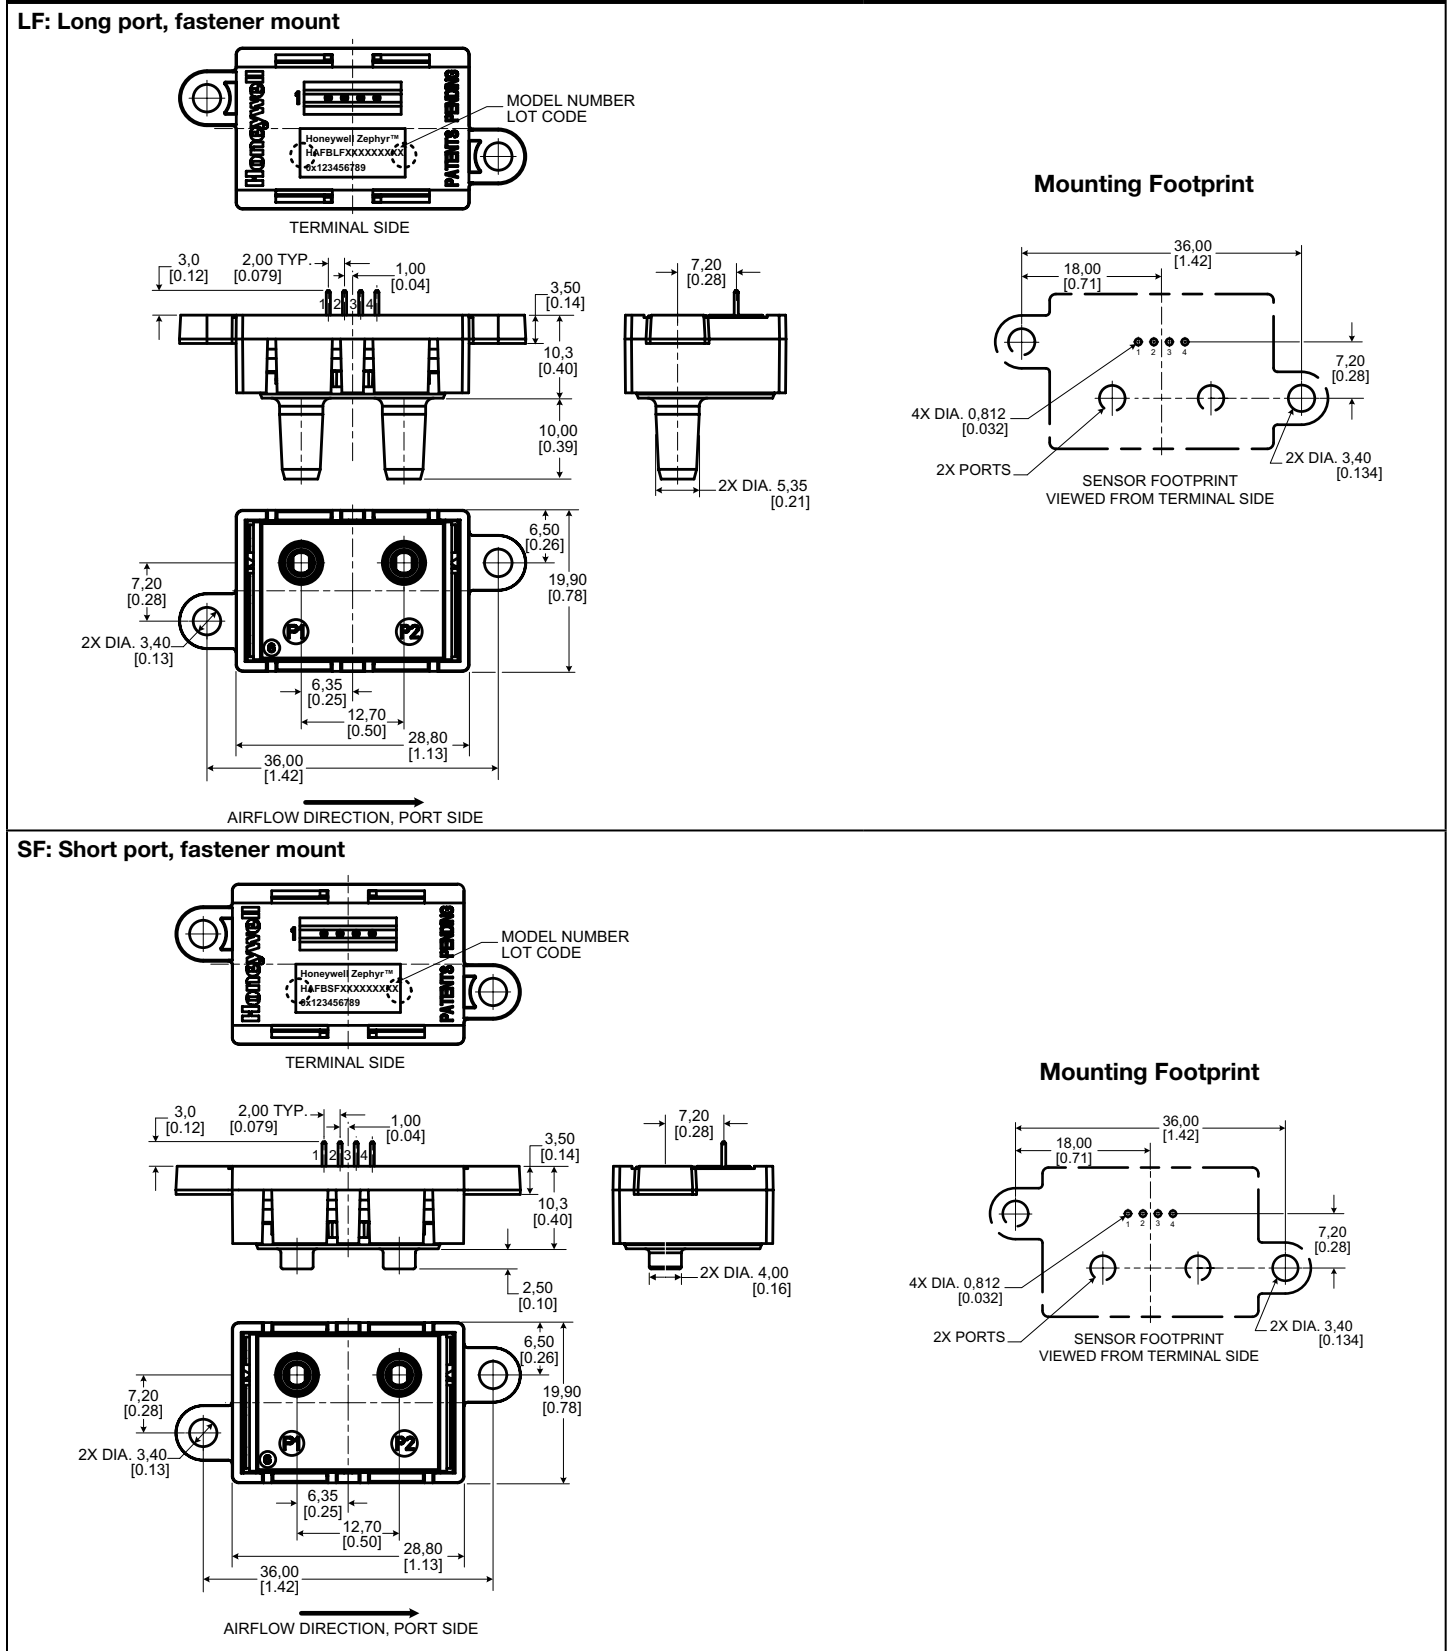 LF: Long port, fastener mount
Honeywell
1
PATENTS PENDING
MODEL NUMBER
LOT CODE
Honeywell Zephyr™
HAFBLFXXXXXXXXX
0x123456789
TERMINAL SIDE
3,0
[0.12]
2,00 TYP.
[0.079]
1,00
[0.04]
1 2 3 4
3,50
[0.14]
10,3
[0.40]
10,00
[0.39]
7,20
[0.28]
2X DIA. 5,35
[0.21]
Mounting Footprint
36,00
[1.42]
18,00
[0.71]
1 2 3 4
7,20
[0.28]
4X DIA. 0,812
[0.032]
2X PORTS
2X DIA. 3,40
[0.134]
SENSOR FOOTPRINT
VIEWED FROM TERMINAL SIDE
6,50
[0.26]
19,90
[0.78]
7,20
[0.28]
2X DIA. 3,40
[0.13]
P1
P2
6,35
[0.25]
12,70
[0.50]
28,80
[1.13]
36,00
[1.42]
AIRFLOW DIRECTION, PORT SIDE
SF: Short port, fastener mount
Honeywell
1
PATENTS PENDING
MODEL NUMBER
LOT CODE
Honeywell Zephyr™
HAFBSFXXXXXXXXX
0x123456789
TERMINAL SIDE
3,0
[0.12]
2,00 TYP.
[0.079]
1,00
[0.04]
1 2 3 4
3,50
[0.14]
10,3
[0.40]
2,50
[0.10]
7,20
[0.28]
2X DIA. 4,00
[0.16]
Mounting Footprint
36,00
[1.42]
18,00
[0.71]
1 2 3 4
7,20
[0.28]
4X DIA. 0,812
[0.032]
2X PORTS
2X DIA. 3,40
[0.134]
SENSOR FOOTPRINT
VIEWED FROM TERMINAL SIDE
6,50
[0.26]
19,90
[0.78]
7,20
[0.28]
2X DIA. 3,40
[0.13]
P1
P2
6,35
[0.25]
12,70
[0.50]
28,80
[1.13]
36,00
[1.42]
AIRFLOW DIRECTION, PORT SIDE